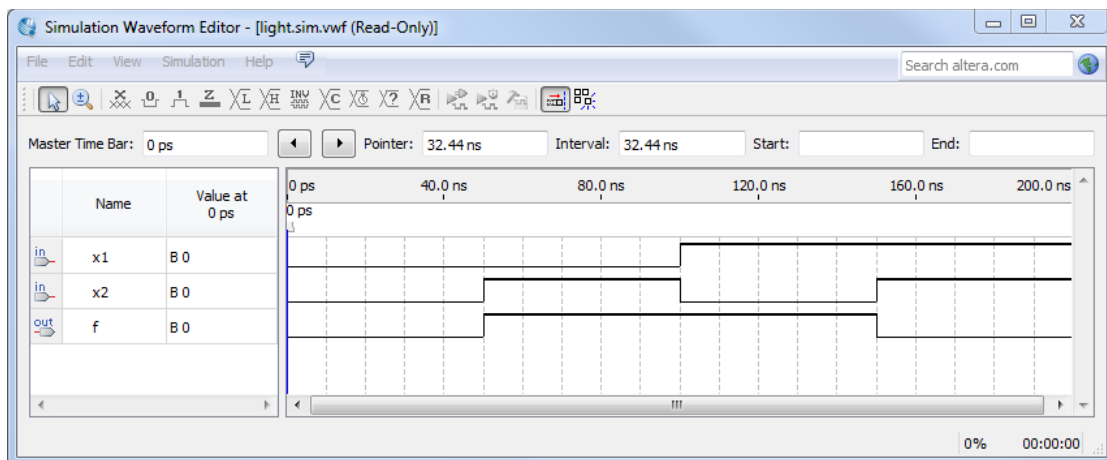 Simulation Waveform Editor - [light.sim.vwf (Read-Only)]
File Edit View Simulation Help
Search altera.com
Master Time Bar: 0 ps Pointer: 32.44 ns Interval: 32.44 ns Start: End:
Name Value at 0 ps
0 ps 40.0 ns 80.0 ns 120.0 ns 160.0 ns 200.0 ns
0 ps
in x1 B 0
in x2 B 0
out f B 0
0% 00:00:00